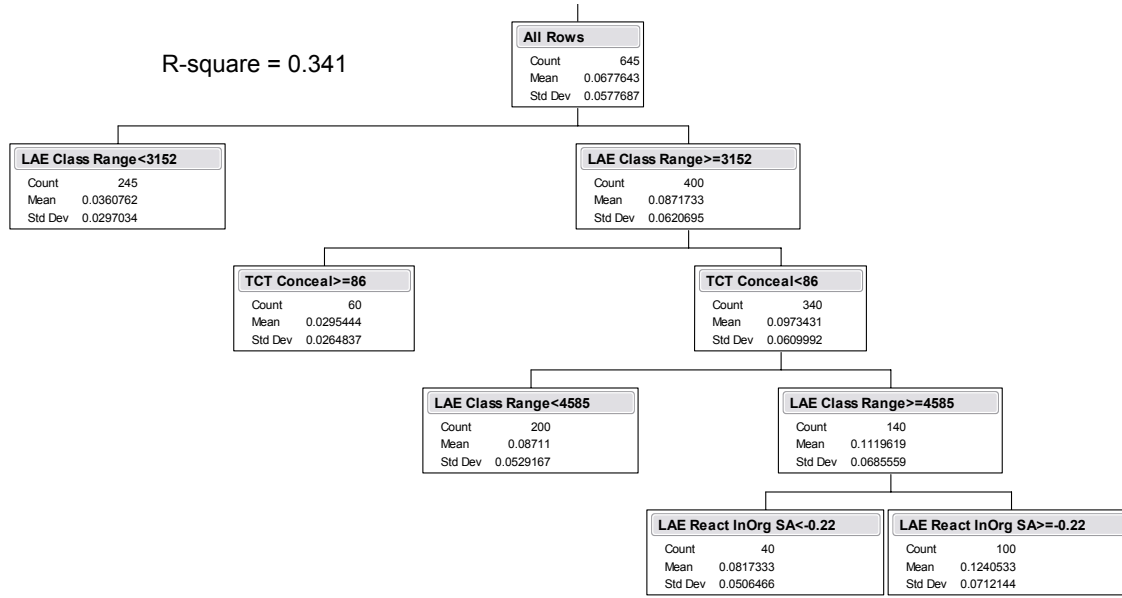 R-square = 0.341
All Rows
Count 645
Mean 0.0677643
Std Dev 0.0577687
LAE Class Range<3152
Count 245
Mean 0.0360762
Std Dev 0.0297034
LAE Class Range>=3152
Count 400
Mean 0.0871733
Std Dev 0.0620695
TCT Conceal>=86
Count 60
Mean 0.0295444
Std Dev 0.0264837
TCT Conceal<86
Count 340
Mean 0.0973431
Std Dev 0.0609992
LAE Class Range<4585
Count 200
Mean 0.08711
Std Dev 0.0529167
LAE Class Range>=4585
Count 140
Mean 0.1119619
Std Dev 0.0685559
LAE React InOrg SA<-0.22
Count 40
Mean 0.0817333
Std Dev 0.0506466
LAE React InOrg SA>=-0.22
Count 100
Mean 0.1240533
Std Dev 0.0712144